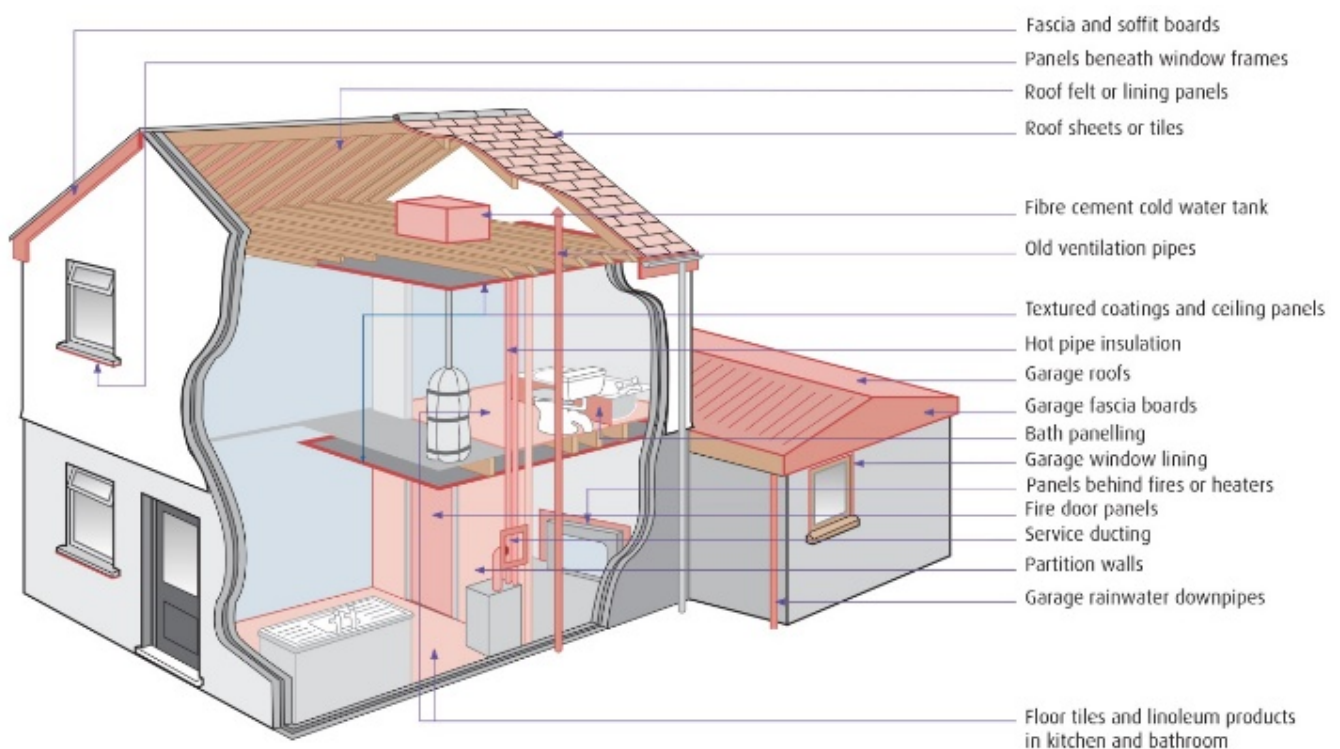 Fascia and soffit boards
Panels beneath window frames
Roof felt or lining panels
Roof sheets or tiles
Fibre cement cold water tank
Old ventilation pipes
Textured coatings and ceiling panels
Hot pipe insulation
Garage roofs
Garage fascia boards
Bath panelling
Garage window lining
Panels behind fires or heaters
Fire door panels
Service ducting
Partition walls
Garage rainwater downpipes
Floor tiles and linoleum products
in kitchen and bathroom